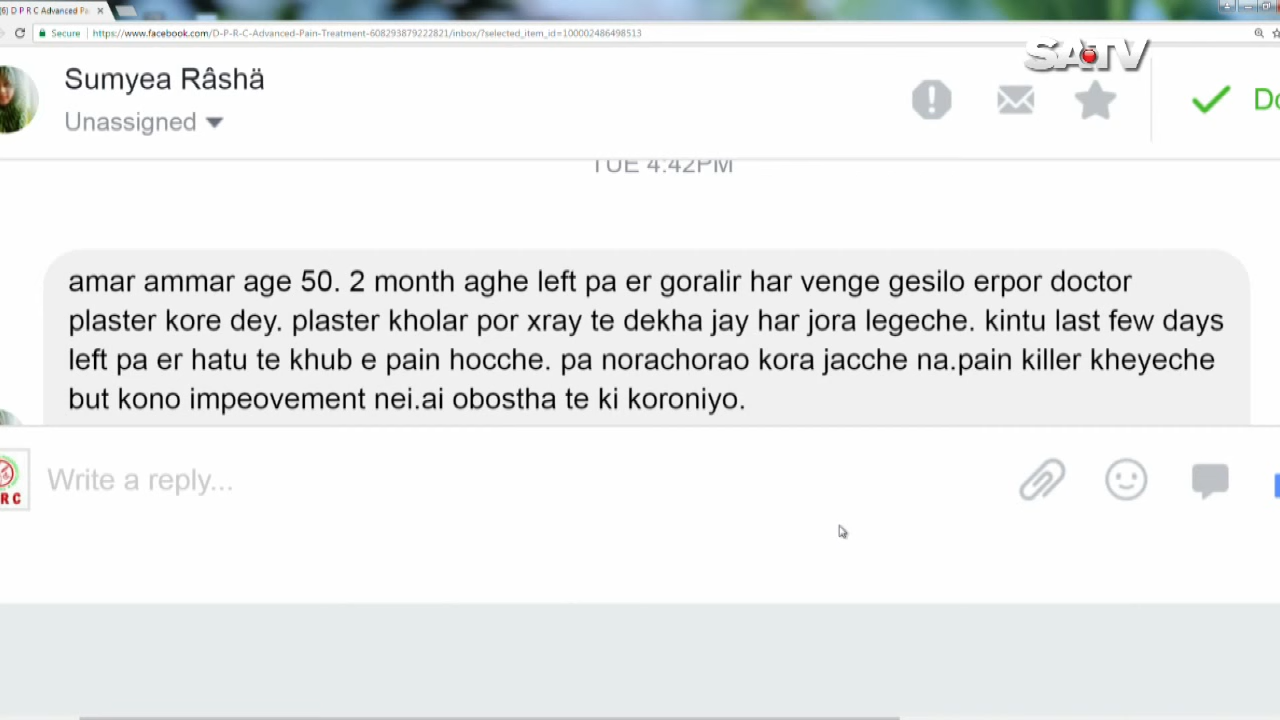 (6) D P R C Advanced Pa
Secure https://www.facebook.com/D-P-R-C-Advanced-Pain-Treatment-608293879222821/inbox/?selected_item_id=100002486498513
SATV
Sumyea Râshä
Unassigned
TUE 4:42PM
amar ammar age 50. 2 month aghe left pa er goralir har venge gesilo erpor doctor
plaster kore dey. plaster kholar por xray te dekha jay har jora legeche. kintu last few days
left pa er hatu te khub e pain hocche. pa norachorao kora jacche na.pain killer kheyeche
but kono impeovement nei.ai obostha te ki koroniyo.
Write a reply...
RC